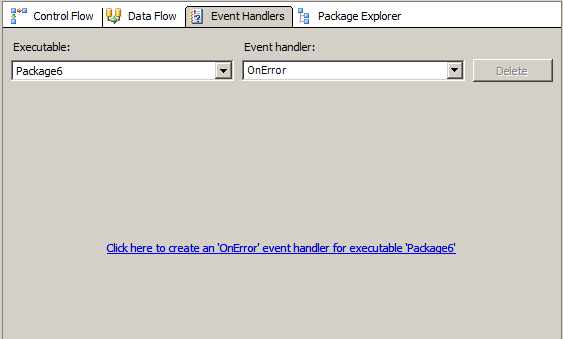 Control Flow Data Flow Event Handlers Package Explorer
Executable: Event handler:
Package6 OnError Delete
Click here to create an 'OnError' event handler for executable 'Package6'